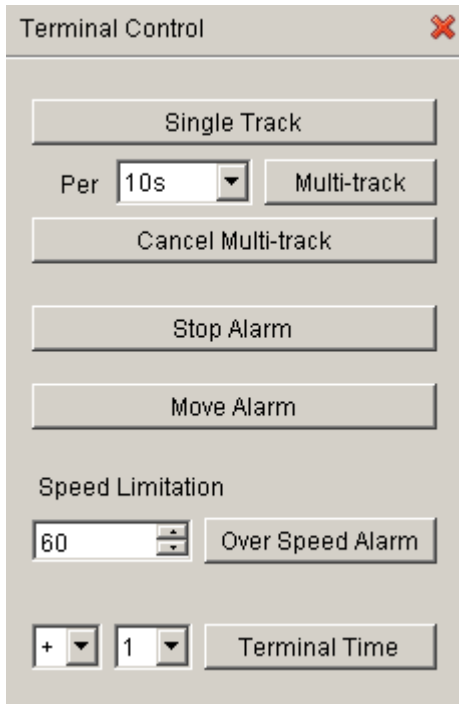 Terminal Control
Single Track
Per 10s Multi-track
Cancel Multi-track
Stop Alarm
Move Alarm
Speed Limitation
60 Over Speed Alarm
+ 1 Terminal Time